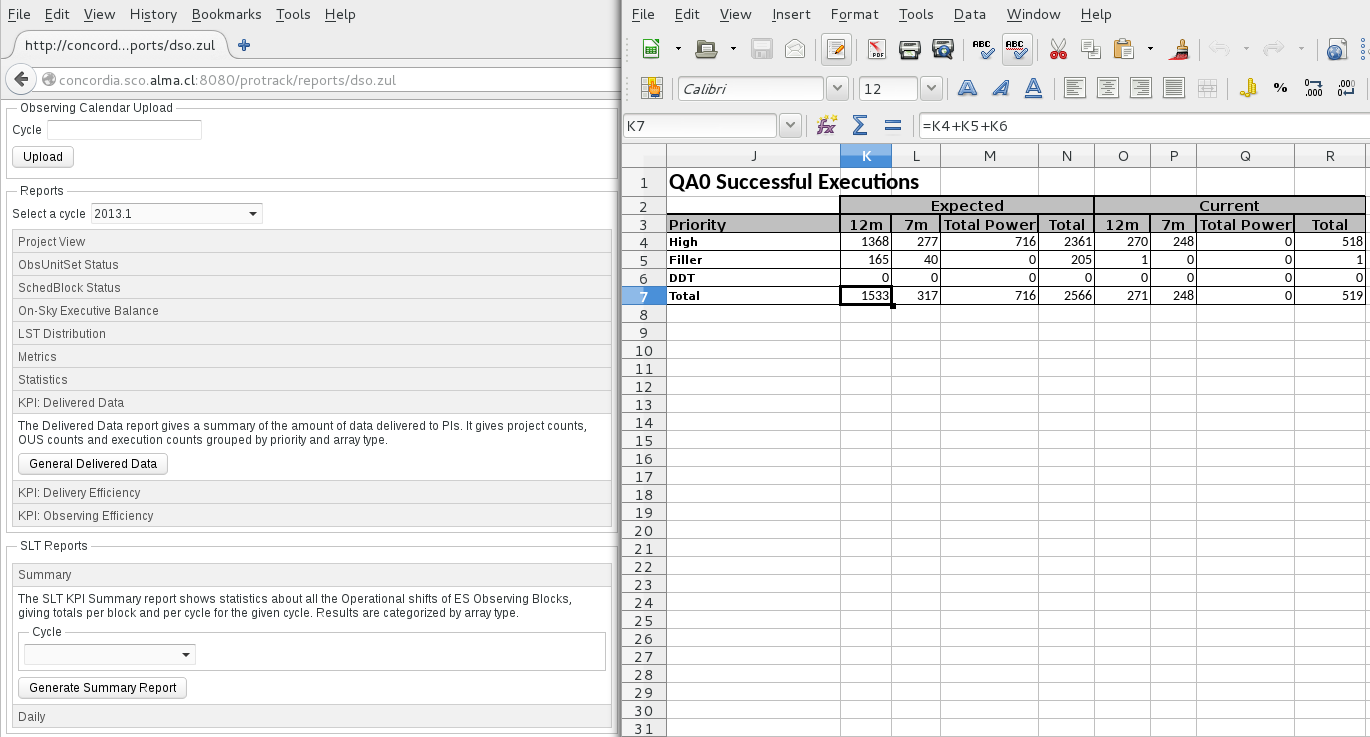 File Edit View History Bookmarks Tools Help
http://concord...ports/dso.zul
concordia.sco.alma.cl:8080/protrack/reports/dso.zul
Observing Calendar Upload
Cycle
Upload
Reports
Select a cycle 2013.1
Project View
ObsUnitSet Status
SchedBlock Status
On-Sky Executive Balance
LST Distribution
Metrics
Statistics
KPI: Delivered Data
The Delivered Data report gives a summary of the amount of data delivered to PIs. It gives project counts,
OUS counts and execution counts grouped by priority and array type.
General Delivered Data
KPI: Delivery Efficiency
KPI: Observing Efficiency
SLT Reports
Summary
The SLT KPI Summary report shows statistics about all the Operational shifts of ES Observing Blocks,
giving totals per block and per cycle for the given cycle. Results are categorized by array type.
Cycle
Generate Summary Report
Daily
File Edit View Insert Format Tools Data Window Help
PDF ABC ABC
Calibri 12 A A A % .000 .00
K7 =K4+K5+K6
J K L M N O P Q R
1 QA0 Successful Executions
2 Expected Current
3 Priority 12m 7m Total Power Total 12m 7m Total Power Total
4 High 1368 277 716 2361 270 248 0 518
5 Filler 165 40 0 205 1 0 0 1
6 DDT 0 0 0 0 0 0 0 0
7 Total 1533 317 716 2566 271 248 0 519
8
9
10
11
12
13
14
15
16
17
18
19
20
21
22
23
24
25
26
27
28
29
30
31